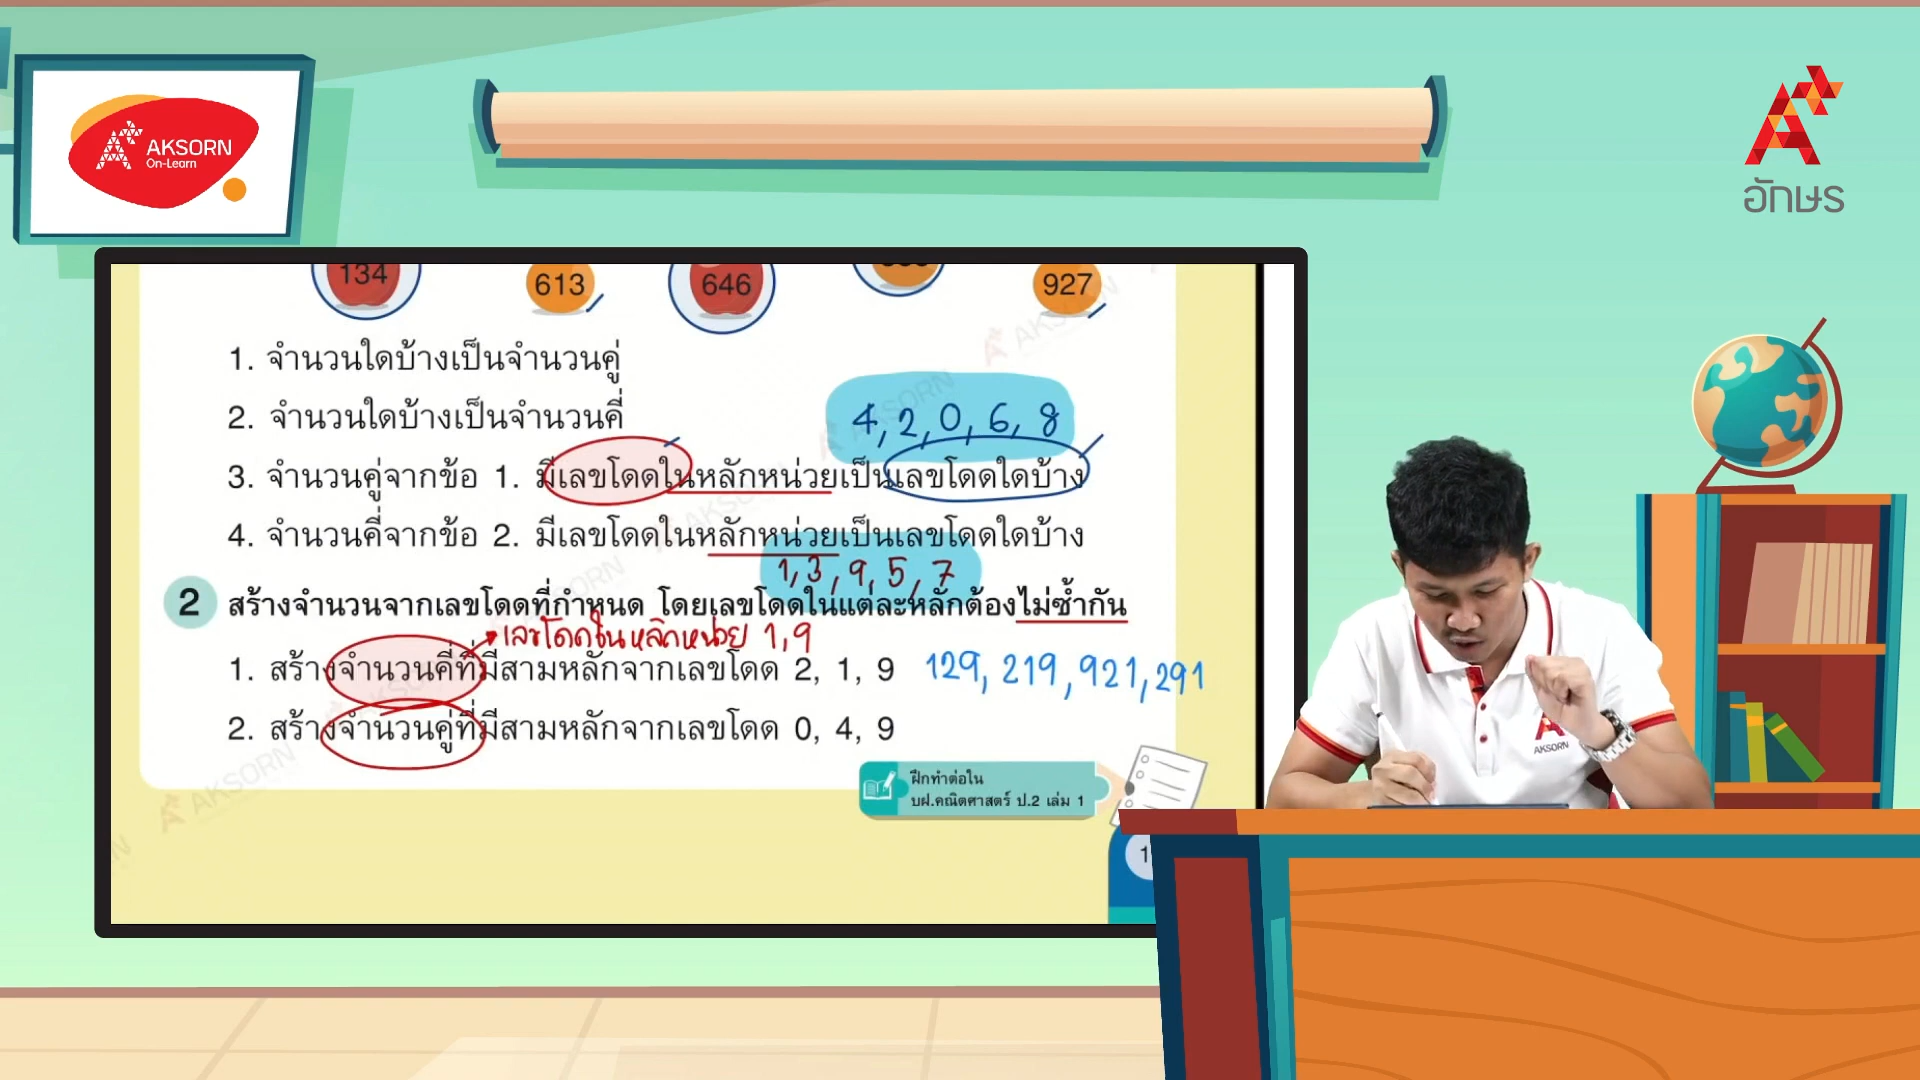 AKSORN
On-Learn
อักษร
134
613
646
927
1. จำนวนใดบ้างเป็นจำนวนคู่
2. จำนวนใดบ้างเป็นจำนวนคี่
4, 2, 0, 6, 8
3. จำนวนคู่จากข้อ 1. มีเลขโดดในหลักหน่วยเป็นเลขโดดใดบ้าง
4. จำนวนคี่จากข้อ 2. มีเลขโดดในหลักหน่วยเป็นเลขโดดใดบ้าง
1, 3, 9, 5, 7
2 สร้างจำนวนจากเลขโดดที่กำหนด โดยเลขโดดในแต่ละหลักต้องไม่ซ้ำกัน
เลขโดดในหลักหน่วย 1, 9
1. สร้างจำนวนคี่ที่มีสามหลักจากเลขโดด 2, 1, 9 129, 219, 921, 291
2. สร้างจำนวนคู่ที่มีสามหลักจากเลขโดด 0, 4, 9
ฝึกทำต่อใน
บฝ.คณิตศาสตร์ ป.2 เล่ม 1
AKSORN